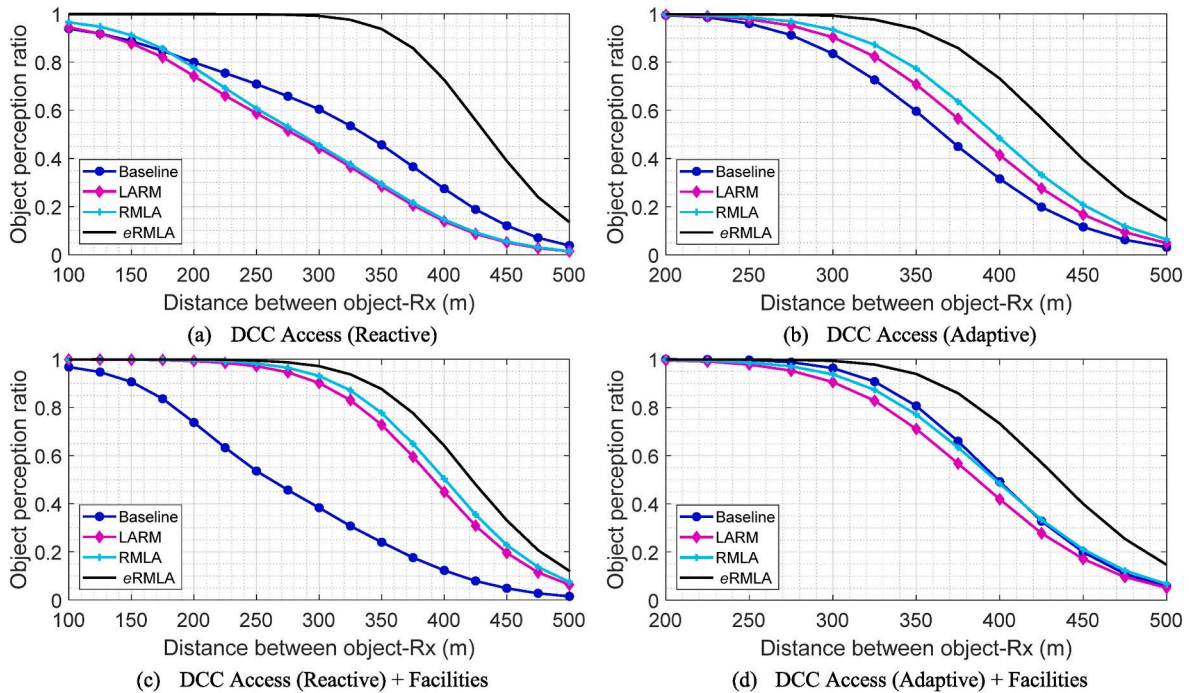 Object perception ratio
1
0.8
0.6
0.4
0.2
0
Baseline
LARM
RMLA
eRMLA
100 150 200 250 300 350 400 450 500
Distance between object-Rx (m)
(a) DCC Access (Reactive)
Object perception ratio
1
0.8
0.6
0.4
0.2
0
Baseline
LARM
RMLA
eRMLA
200 250 300 350 400 450 500
Distance between object-Rx (m)
(b) DCC Access (Adaptive)
Object perception ratio
1
0.8
0.6
0.4
0.2
0
Baseline
LARM
RMLA
eRMLA
100 150 200 250 300 350 400 450 500
Distance between object-Rx (m)
(c) DCC Access (Reactive) + Facilities
Object perception ratio
1
0.8
0.6
0.4
0.2
0
Baseline
LARM
RMLA
eRMLA
200 250 300 350 400 450 500
Distance between object-Rx (m)
(d) DCC Access (Adaptive) + Facilities